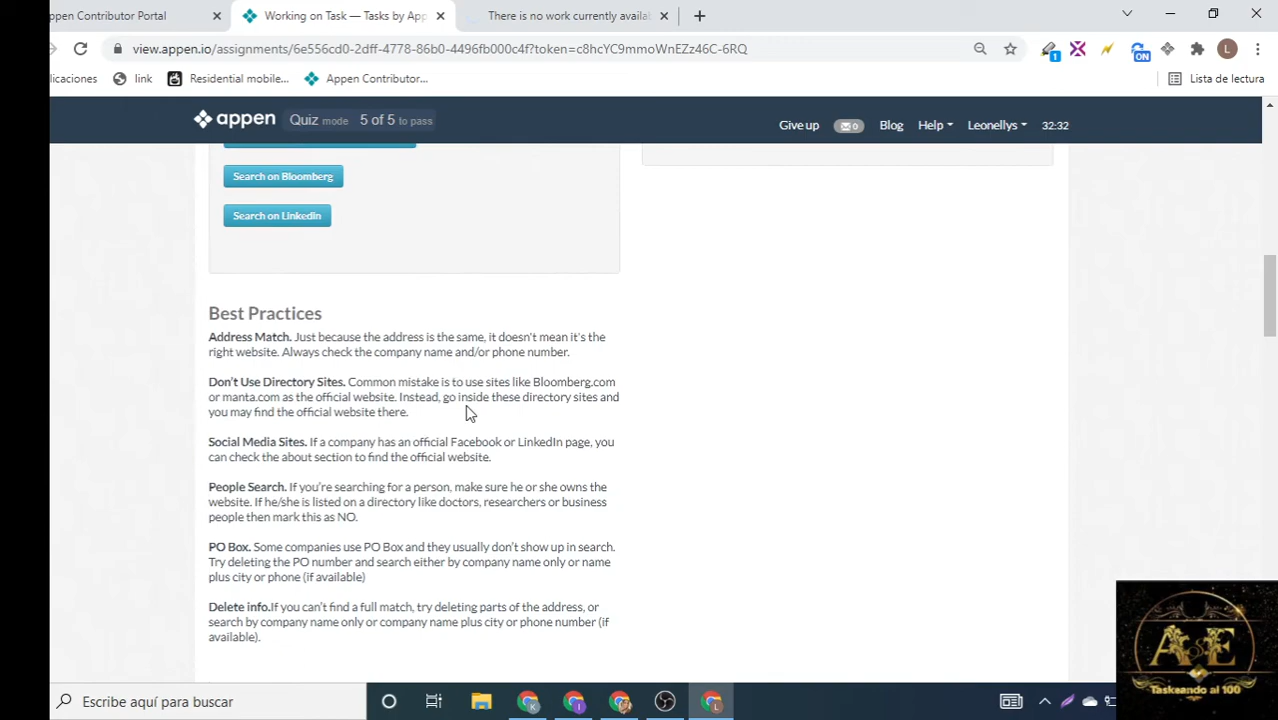 ppen Contributor Portal
Working on Task — Tasks by App
There is no work currently availa
view.appen.io/assignments/6e556cd0-2dff-4778-86b0-4496fb000c4f?token=c8hcYC9mmoWnEZz46C-6RQ
1
ON
L
licaciones
link
Residential mobile...
Appen Contributor...
Lista de lectura
appen
Quiz mode 5 of 5 to pass
Give up
0
Blog
Help
Leonellys
32:32
Search on Bloomberg
Search on LinkedIn
Best Practices
Address Match. Just because the address is the same, it doesn't mean it's the
right website. Always check the company name and/or phone number.
Don't Use Directory Sites. Common mistake is to use sites like Bloomberg.com
or manta.com as the official website. Instead, go inside these directory sites and
you may find the official website there.
Social Media Sites. If a company has an official Facebook or LinkedIn page, you
can check the about section to find the official website.
People Search. If you're searching for a person, make sure he or she owns the
website. If he/she is listed on a directory like doctors, researchers or business
people then mark this as NO.
PO Box. Some companies use PO Box and they usually don't show up in search.
Try deleting the PO number and search either by company name only or name
plus city or phone (if available)
Delete info.If you can't find a full match, try deleting parts of the address, or
search by company name only or company name plus city or phone number (if
available).
Escribe aquí para buscar
K
I
L
A
E
Taskeando al 100